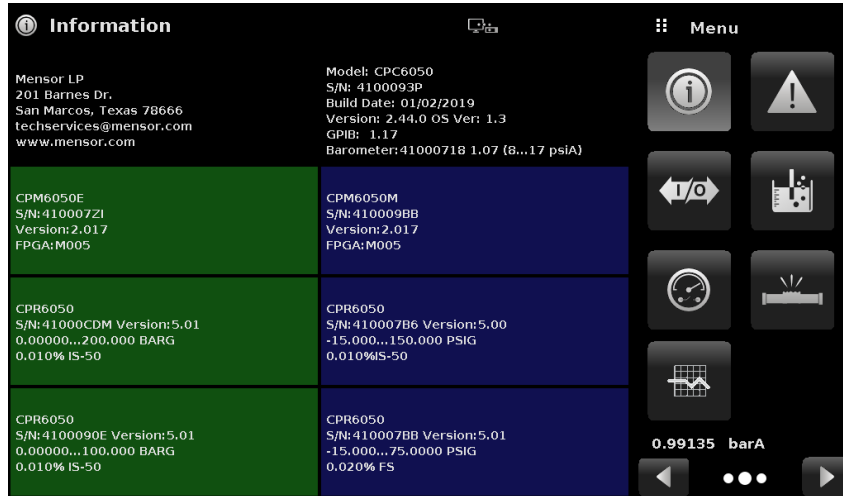 Information
Menu
Mensor LP
201 Barnes Dr.
San Marcos, Texas 78666
techservices@mensor.com
www.mensor.com
Model: CPC6050
S/N: 4100093P
Build Date: 01/02/2019
Version: 2.44.0 OS Ver: 1.3
GPIB: 1.17
Barometer:41000718 1.07 (8...17 psiA)
CPM6050E
S/N:410007ZI
Version:2.017
FPGA:M005
CPM6050M
S/N:410009BB
Version:2.017
FPGA:M005
CPR6050
S/N:41000CDM Version:5.01
0.00000...200.000 BARG
0.010% IS-50
CPR6050
S/N:410007B6 Version:5.00
-15.000...150.000 PSIG
0.010%IS-50
CPR6050
S/N:4100090E Version:5.01
0.00000...100.000 BARG
0.010% IS-50
CPR6050
S/N:410007BB Version:5.01
-15.000...75.0000 PSIG
0.020% FS
I/O
0.99135 barA